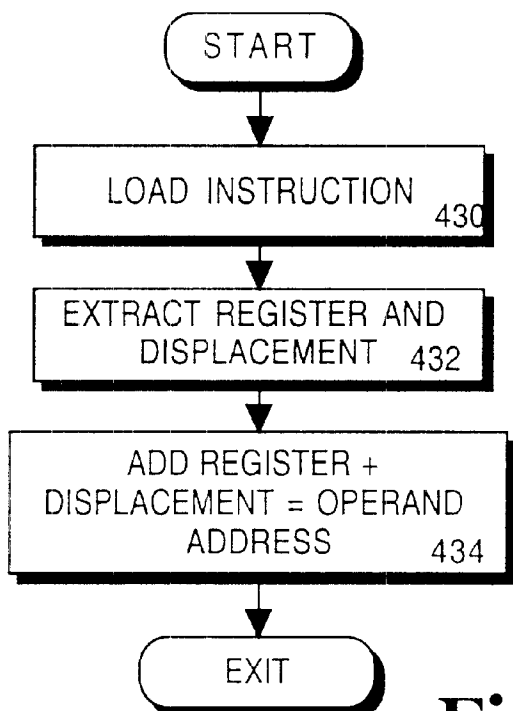 START
LOAD INSTRUCTION
430
EXTRACT REGISTER AND
DISPLACEMENT 432
ADD REGISTER +
DISPLACEMENT = OPERAND
ADDRESS 434
EXIT